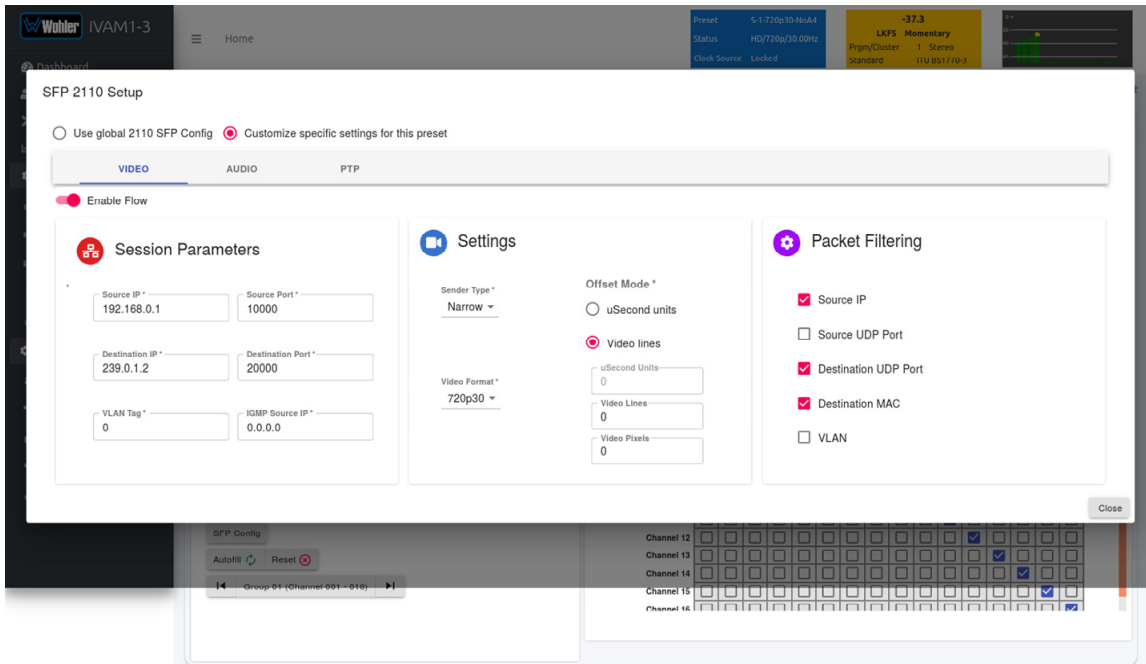 Wohler iVAM1-3
Home
Preset S-1-720p30-NoA4
Status HD/720p/30.00Hz
Clock Source Locked
-37.3
LKFS Momentary
Prgm/Cluster 1 Stereo
Standard ITU BS1770-3
Dashboard
SFP 2110 Setup
Use global 2110 SFP Config Customize specific settings for this preset
VIDEO AUDIO PTP
Enable Flow
Session Parameters
Source IP *
192.168.0.1
Source Port *
10000
Destination IP *
239.0.1.2
Destination Port *
20000
VLAN Tag *
0
IGMP Source IP *
0.0.0.0
Settings
Sender Type *
Narrow
Video Format *
720p30
Offset Mode *
uSecond units
Video lines
uSecond Units
0
Video Lines
0
Video Pixels
0
Packet Filtering
Source IP
Source UDP Port
Destination UDP Port
Destination MAC
VLAN
Close
SFP Config
Autofill Reset
Group 01 (Channel 001 - 016)
Channel 12
Channel 13
Channel 14
Channel 15
Channel 16